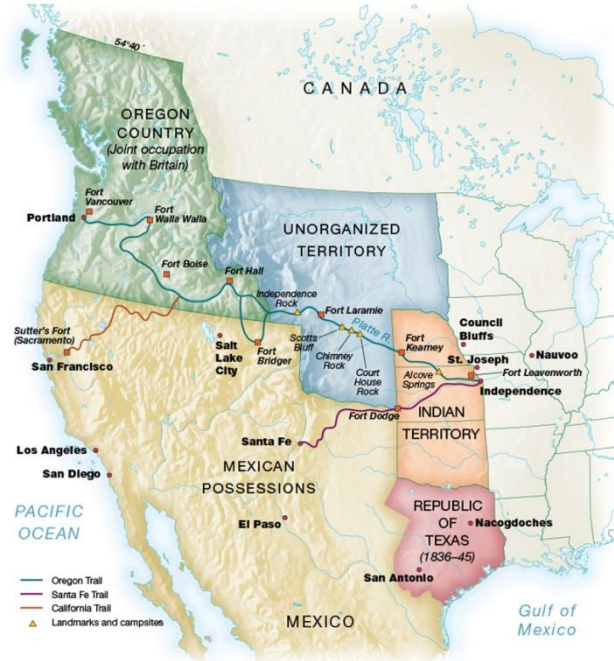 54°40´
CANADA
OREGON
COUNTRY
(Joint occupation
with Britain)
Fort
Vancouver
Portland
Fort
Walla Walla
UNORGANIZED
TERRITORY
Fort Boise
Fort Hall
Independence
Rock
Fort Laramie
Platte R.
Sutter's Fort
(Sacramento)
San Francisco
Salt
Lake
City
Fort
Bridger
Scotts
Bluff
Chimney
Rock
Court
House
Rock
Fort
Kearney
Alcove
Springs
Council
Bluffs
St. Joseph
Nauvoo
Fort Leavenworth
Independence
Fort Dodge
INDIAN
TERRITORY
Santa Fe
Los Angeles
San Diego
MEXICAN
POSSESSIONS
PACIFIC
OCEAN
El Paso
REPUBLIC
OF
TEXAS
(1836–45)
Nacogdoches
San Antonio
Oregon Trail
Santa Fe Trail
California Trail
Landmarks and campsites
MEXICO
Gulf of
Mexico